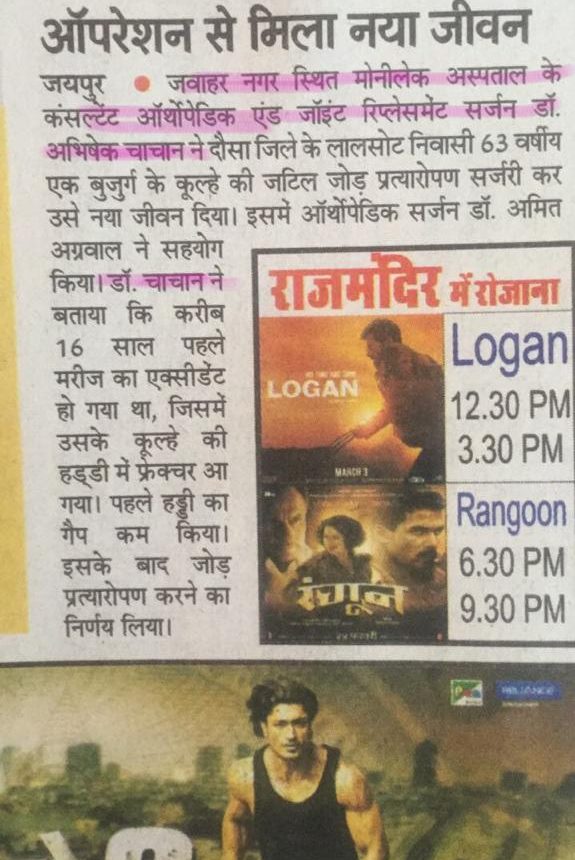 ऑपरेशन से मिला नया जीवन
जयपुर ● जवाहर नगर स्थित मोनीलेक अस्पताल के
कंसल्टेंट ऑर्थोपेडिक एंड जॉइंट रिप्लेसमेंट सर्जन डॉ.
अभिषेक चाचान ने दौसा जिले के लालसोट निवासी 63 वर्षीय
एक बुजुर्ग के कूल्हे की जटिल जोड़ प्रत्यारोपण सर्जरी कर
उसे नया जीवन दिया। इसमें ऑर्थोपेडिक सर्जन डॉ. अमित
अग्रवाल ने सहयोग
किया। डॉ. चाचान ने
बताया कि करीब
16 साल पहले
मरीज का एक्सीडेंट
हो गया था, जिसमें
उसके कूल्हे की
हड्डी में फ्रेक्चर आ
गया। पहले हड्डी का
गैप कम किया।
इसके बाद जोड़
प्रत्यारोपण करने का
निर्णय लिया।
राजमंदिर में रोजाना
LOGAN
MARCH 3
Logan
12.30 PM
3.30 PM
रंगून
२४ फरवरी
Rangoon
6.30 PM
9.30 PM
RELIANCE